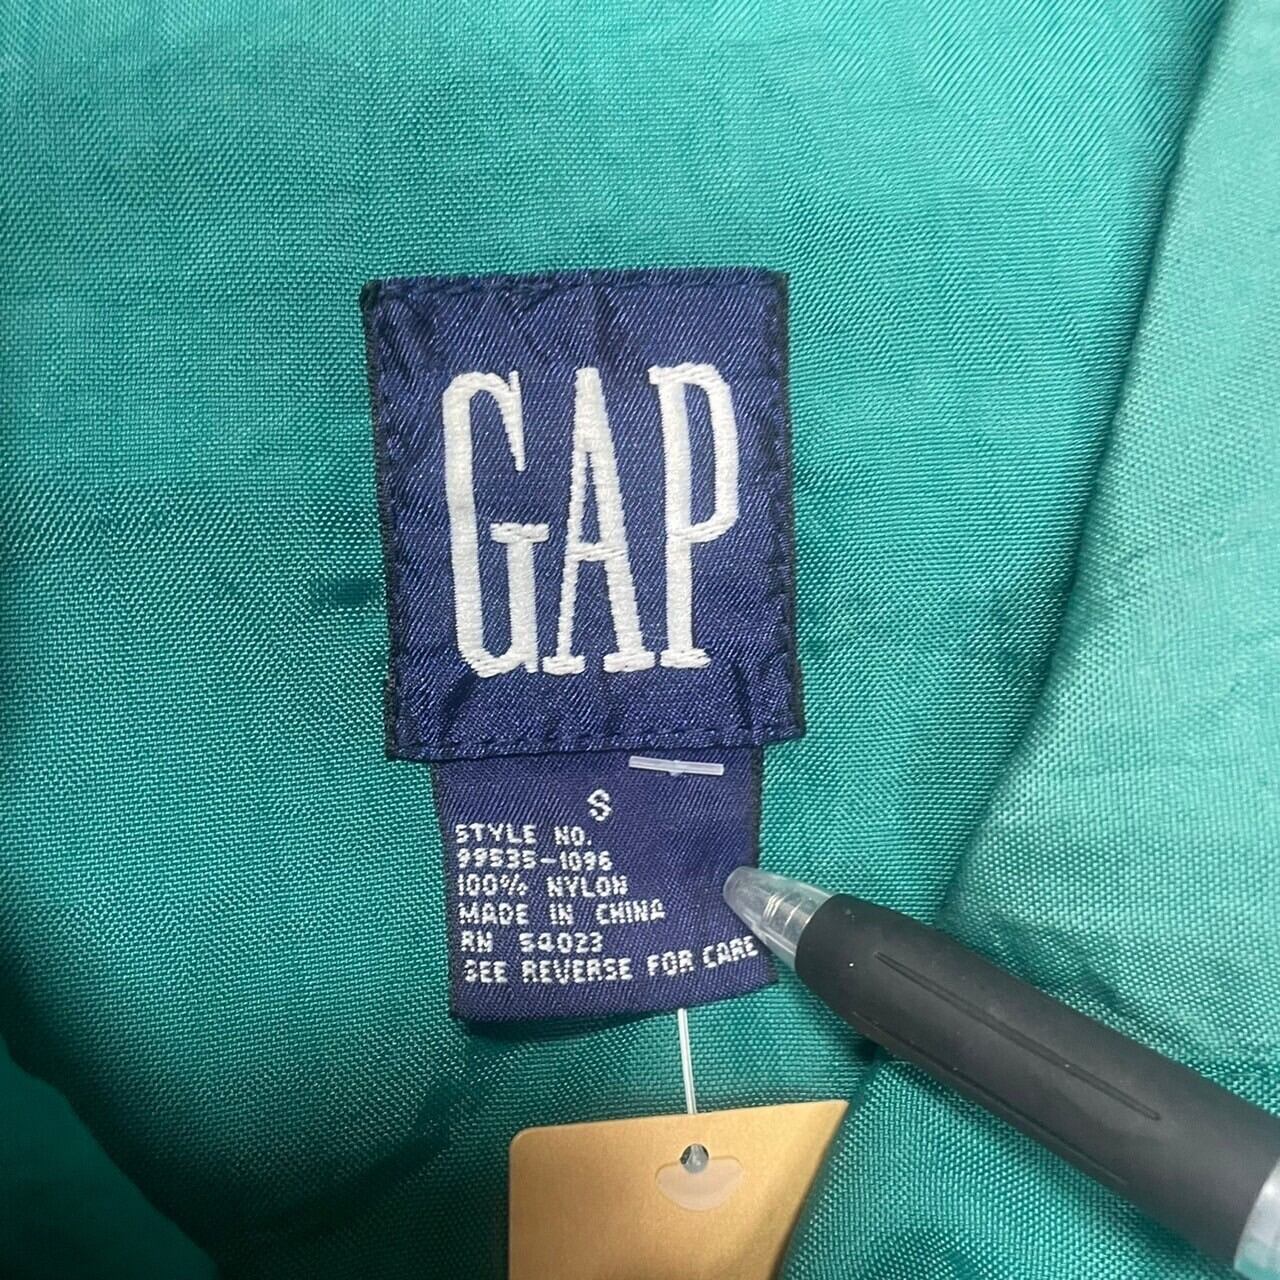 GAP
S
STYLE NO.
99535-1096
100% NYLON
MADE IN CHINA
RN 54023
SEE REVERSE FOR CARE